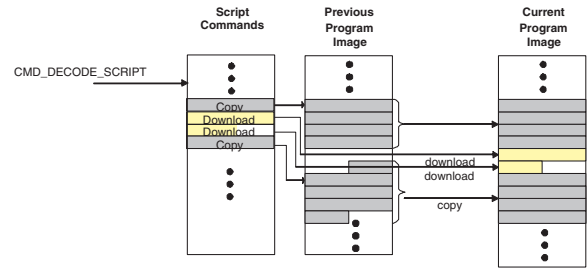 Script
Commands
Previous
Program
Image
Current
Program
Image
CMD_DECODE_SCRIPT
Copy
Download
Download
Copy
download
download
copy